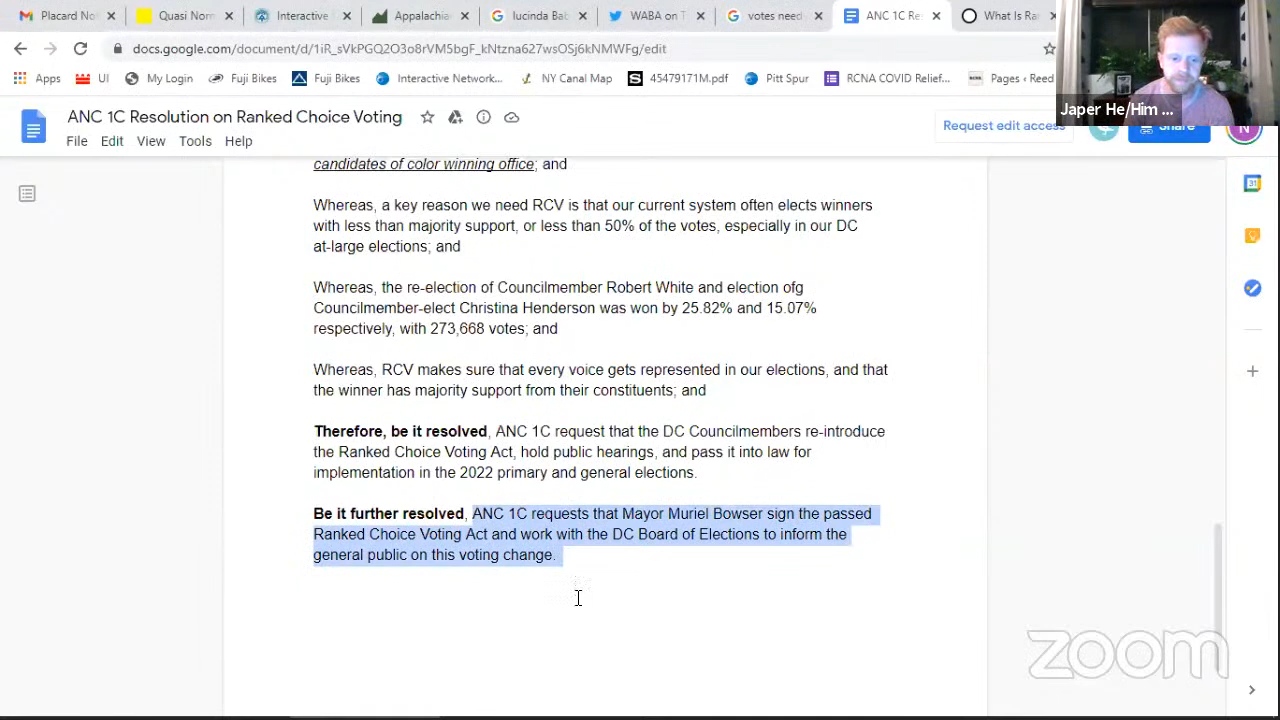 Placard No
Quasi Norm
Interactive
Appalachia
lucinda Bab
WABA on T
votes need
ANC 1C Re
What Is Ran
docs.google.com/document/d/1iR_sVkPGQ2O3o8rVM5bgF_kNtzna627wsOSj6kNMWFg/edit
Apps
UI
My Login
Fuji Bikes
Fuji Bikes
Interactive Network...
NY Canal Map
45479171M.pdf
Pitt Spur
RCNA COVID Relief...
Pages‹Reed
Japer He/Him ...
ANC 1C Resolution on Ranked Choice Voting
Request edit access
Share
N
File Edit View Tools Help
candidates of color winning office; and
Whereas, a key reason we need RCV is that our current system often elects winners
with less than majority support, or less than 50% of the votes, especially in our DC
at-large elections; and
Whereas, the re-election of Councilmember Robert White and election ofg
Councilmember-elect Christina Henderson was won by 25.82% and 15.07%
respectively, with 273,668 votes; and
Whereas, RCV makes sure that every voice gets represented in our elections, and that
the winner has majority support from their constituents; and
Therefore, be it resolved, ANC 1C request that the DC Councilmembers re-introduce
the Ranked Choice Voting Act, hold public hearings, and pass it into law for
implementation in the 2022 primary and general elections.
Be it further resolved, ANC 1C requests that Mayor Muriel Bowser sign the passed
Ranked Choice Voting Act and work with the DC Board of Elections to inform the
general public on this voting change.
zoom